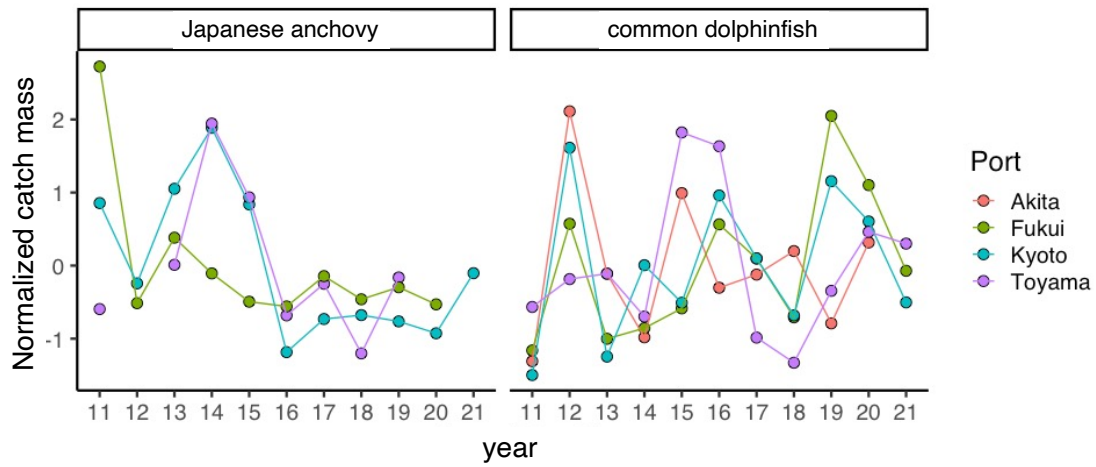 Japanese anchovy
common dolphinfish
Normalized catch mass
2
1
0
-1
11 12 13 14 15 16 17 18 19 20 21
11 12 13 14 15 16 17 18 19 20 21
year
Port
Akita
Fukui
Kyoto
Toyama